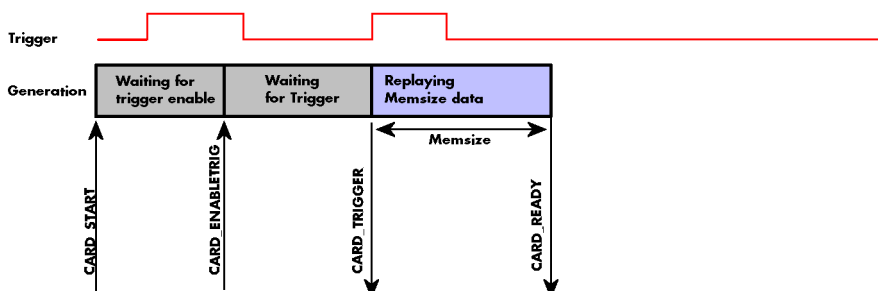 Trigger
Generation
Waiting for
trigger enable
Waiting
for Trigger
Replaying
Memsize data
Memsize
CARD_START
CARD_ENABLETRIG
CARD_TRIGGER
CARD_READY